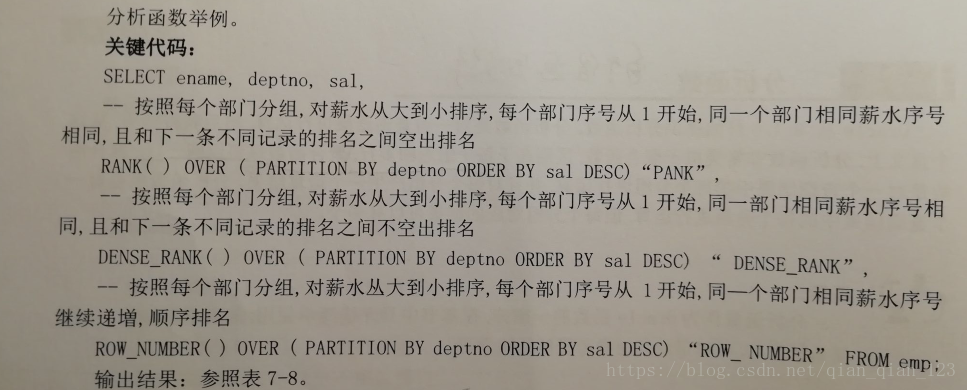 分析函数举例。
关键代码:
SELECT ename, deptno, sal,
-- 按照每个部门分组,对薪水从大到小排序,每个部门序号从 1 开始,同一个部门相同薪水序号
相同,且和下一条不同记录的排名之间空出排名
RANK( ) OVER ( PARTITION BY deptno ORDER BY sal DESC)“PANK”,
-- 按照每个部门分组,对薪水从大到小排序,每个部门序号从 1 开始,同一部门相同薪水序号相
同,且和下一条不同记录的排名之间不空出排名
DENSE_RANK( ) OVER ( PARTITION BY deptno ORDER BY sal DESC) “ DENSE_RANK”,
-- 按照每个部门分组,对薪水丛大到小排序,每个部门序号从 1 开始,同一个部门相同薪水序号
继续递增,顺序排名
ROW_NUMBER( ) OVER ( PARTITION BY deptno ORDER BY sal DESC) “ROW_ NUMBER” FROM emp;
https://blog.csdn.net/qian_qian_123
输出结果: 参照表 7-8。